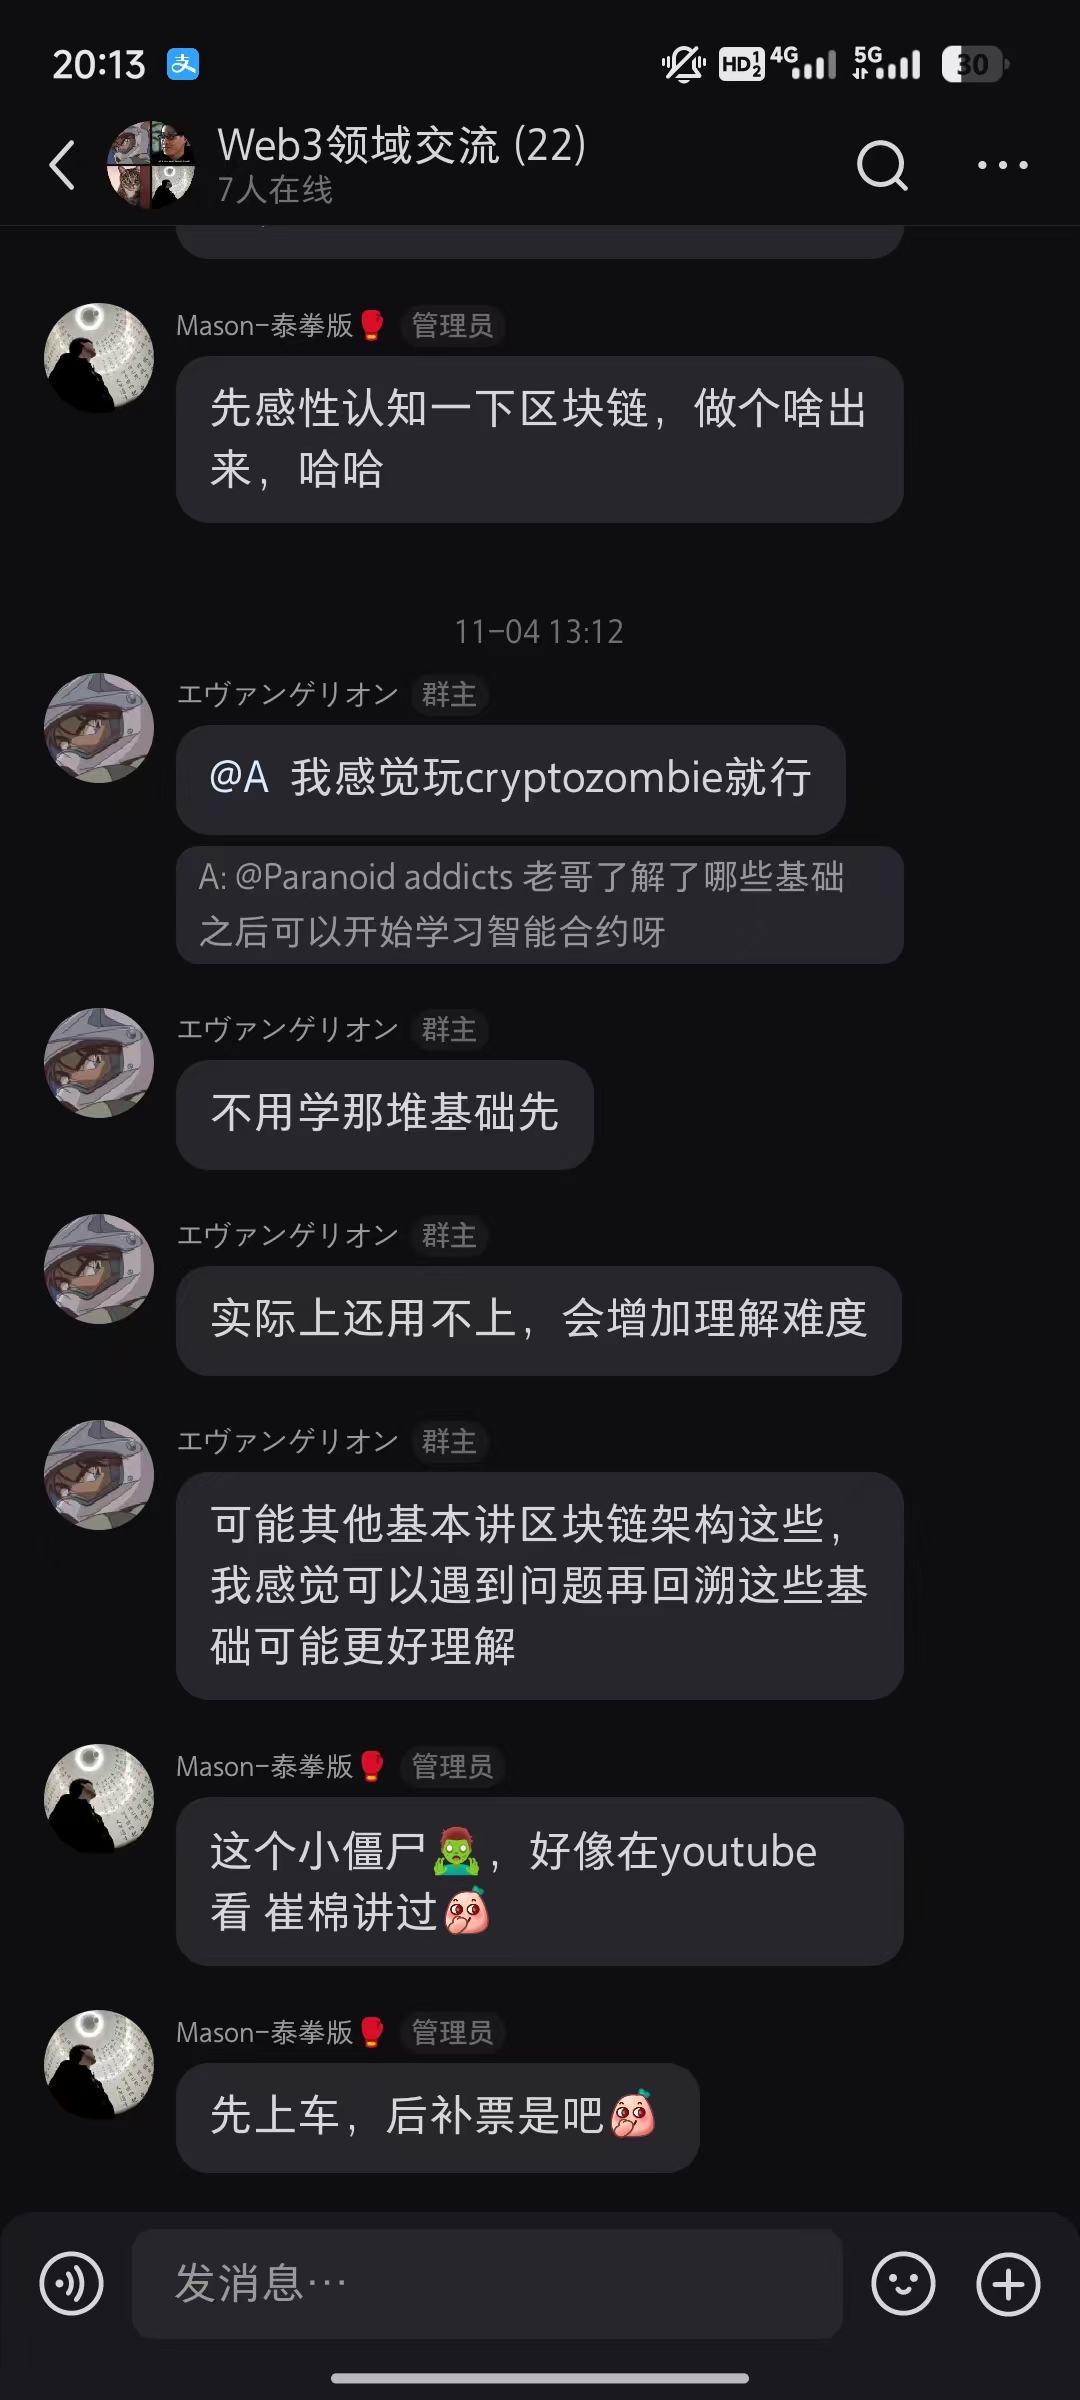 20:13
HD 1 2 4G 5G 30
Web3领域交流 (22)
7人在线
Mason-泰拳版🥊 管理员
先感性认知一下区块链，做个啥出
来，哈哈
11-04 13:12
エヴァンゲリオン 群主
@A 我感觉玩cryptozombie就行
A: @Paranoid addicts 老哥了解了哪些基础
之后可以开始学习智能合约呀
エヴァンゲリオン 群主
不用学那堆基础先
エヴァンゲリオン 群主
实际上还用不上，会增加理解难度
エヴァンゲリオン 群主
可能其他基本讲区块链架构这些，
我感觉可以遇到问题再回溯这些基
础可能更好理解
Mason-泰拳版🥊 管理员
这个小僵尸🧟‍♂️，好像在youtube
看 崔棉讲过
Mason-泰拳版🥊 管理员
先上车，后补票是吧
发消息…